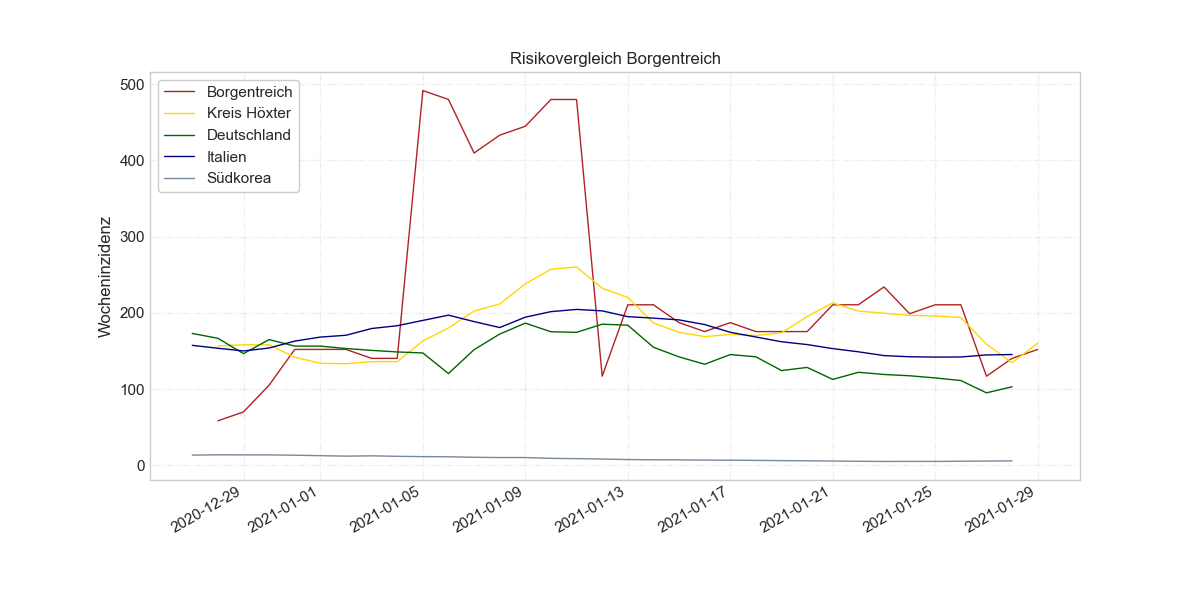 Risikovergleich Borgentreich
Wocheninzidenz
500
400
300
200
100
0
Borgentreich
Kreis Höxter
Deutschland
Italien
Südkorea
2020-12-29
2021-01-01
2021-01-05
2021-01-09
2021-01-13
2021-01-17
2021-01-21
2021-01-25
2021-01-29